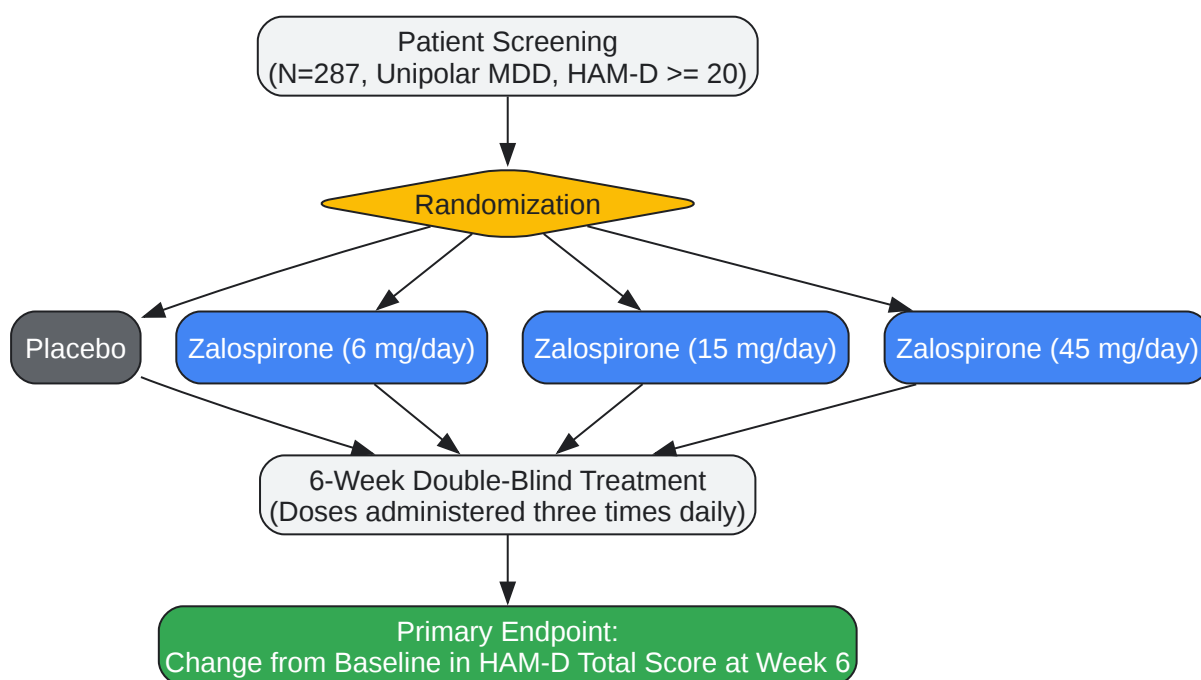 Patient Screening
(N=287, Unipolar MDD, HAM-D >= 20)
Randomization
Placebo
Zalospirone (6 mg/day)
Zalospirone (15 mg/day)
Zalospirone (45 mg/day)
6-Week Double-Blind Treatment
(Doses administered three times daily)
Primary Endpoint:
Change from Baseline in HAM-D Total Score at Week 6